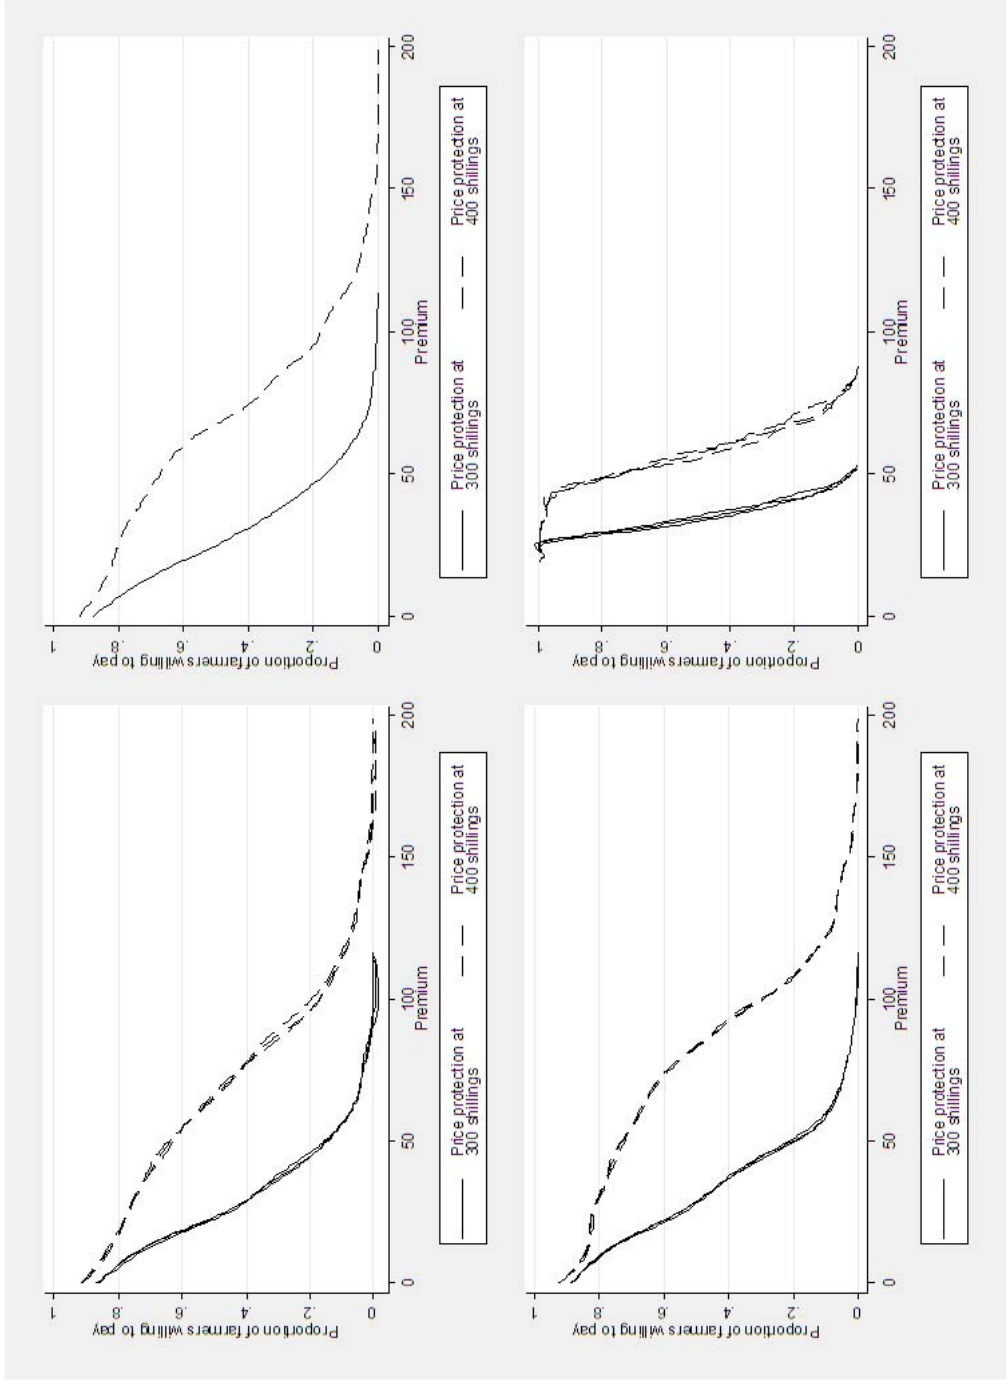 Proportion of farmers willing to pay
1
.8
.6
.4
.2
0
0
50
100
150
200
Premium
Price protection at
300 shillings
Price protection at
400 shillings
Proportion of farmers willing to pay
1
.8
.6
.4
.2
0
0
50
100
150
200
Premium
Price protection at
300 shillings
Price protection at
400 shillings
Proportion of farmers willing to pay
1
.8
.6
.4
.2
0
0
50
100
150
200
Premium
Price protection at
300 shillings
Price protection at
400 shillings
Proportion of farmers willing to pay
1
.8
.6
.4
.2
0
0
50
100
150
200
Premium
Price protection at
300 shillings
Price protection at
400 shillings